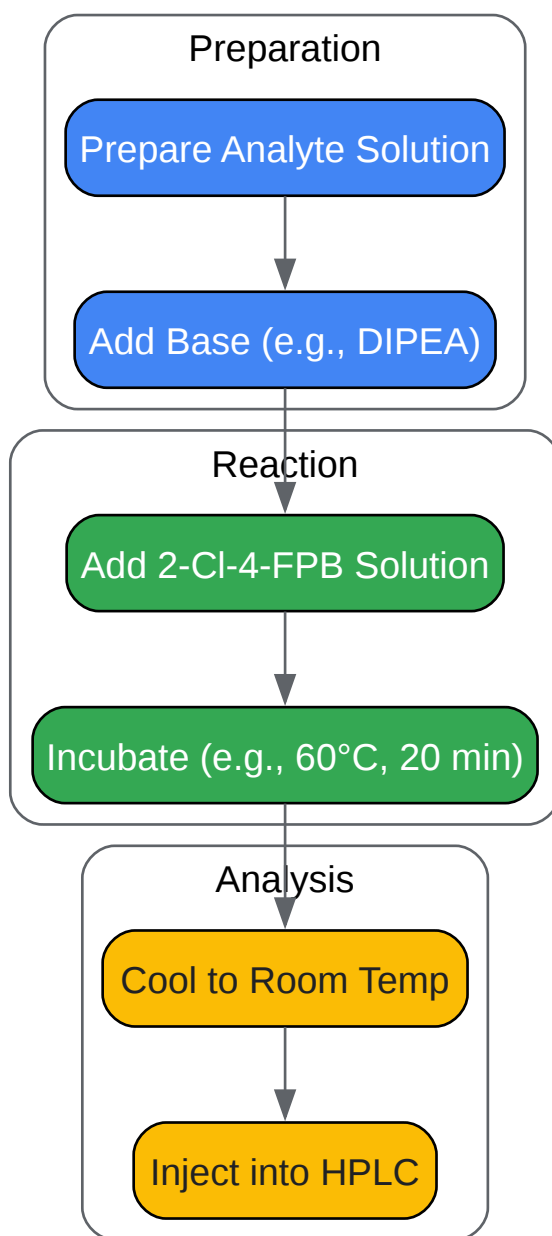 Preparation
Prepare Analyte Solution
Add Base (e.g., DIPEA)
Reaction
Add 2-Cl-4-FPB Solution
Incubate (e.g., 60°C, 20 min)
Analysis
Cool to Room Temp
Inject into HPLC